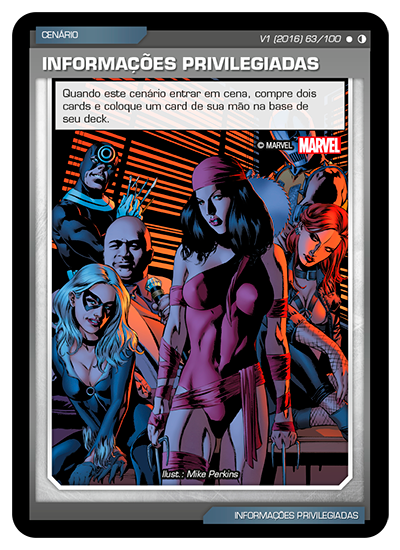 CENÁRIO
V1 (2016) 63/100
INFORMAÇÕES PRIVILEGIADAS
Quando este cenário entrar em cena, compre dois
cards e coloque um card de sua mão na base de
seu deck.
© MARVEL MARVEL
Ilust.: Mike Perkins
INFORMAÇÕES PRIVILEGIADAS